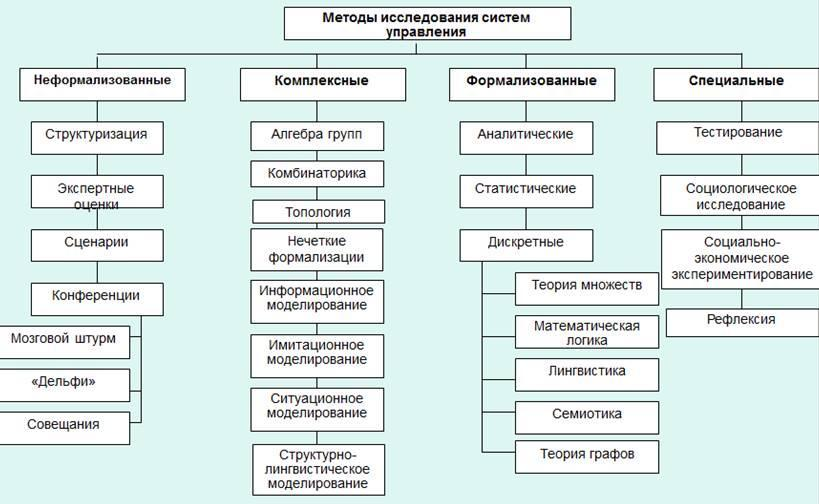 Методы исследования систем
управления
Неформализованные
Структуризация
Экспертные
оценки
Сценарии
Конференции
Мозговой штурм
«Дельфи»
Совещания
Комплексные
Алгебра групп
Комбинаторика
Топология
Нечеткие
формализации
Информационное
моделирование
Имитационное
моделирование
Ситуационное
моделирование
Структурно-
лингвистическое
моделирование
Формализованные
Аналитические
Статистические
Дискретные
Теория множеств
Математическая
логика
Лингвистика
Семиотика
Теория графов
Специальные
Тестирование
Социологическое
исследование
Социально-
экономическое
экспериментирование
Рефлексия